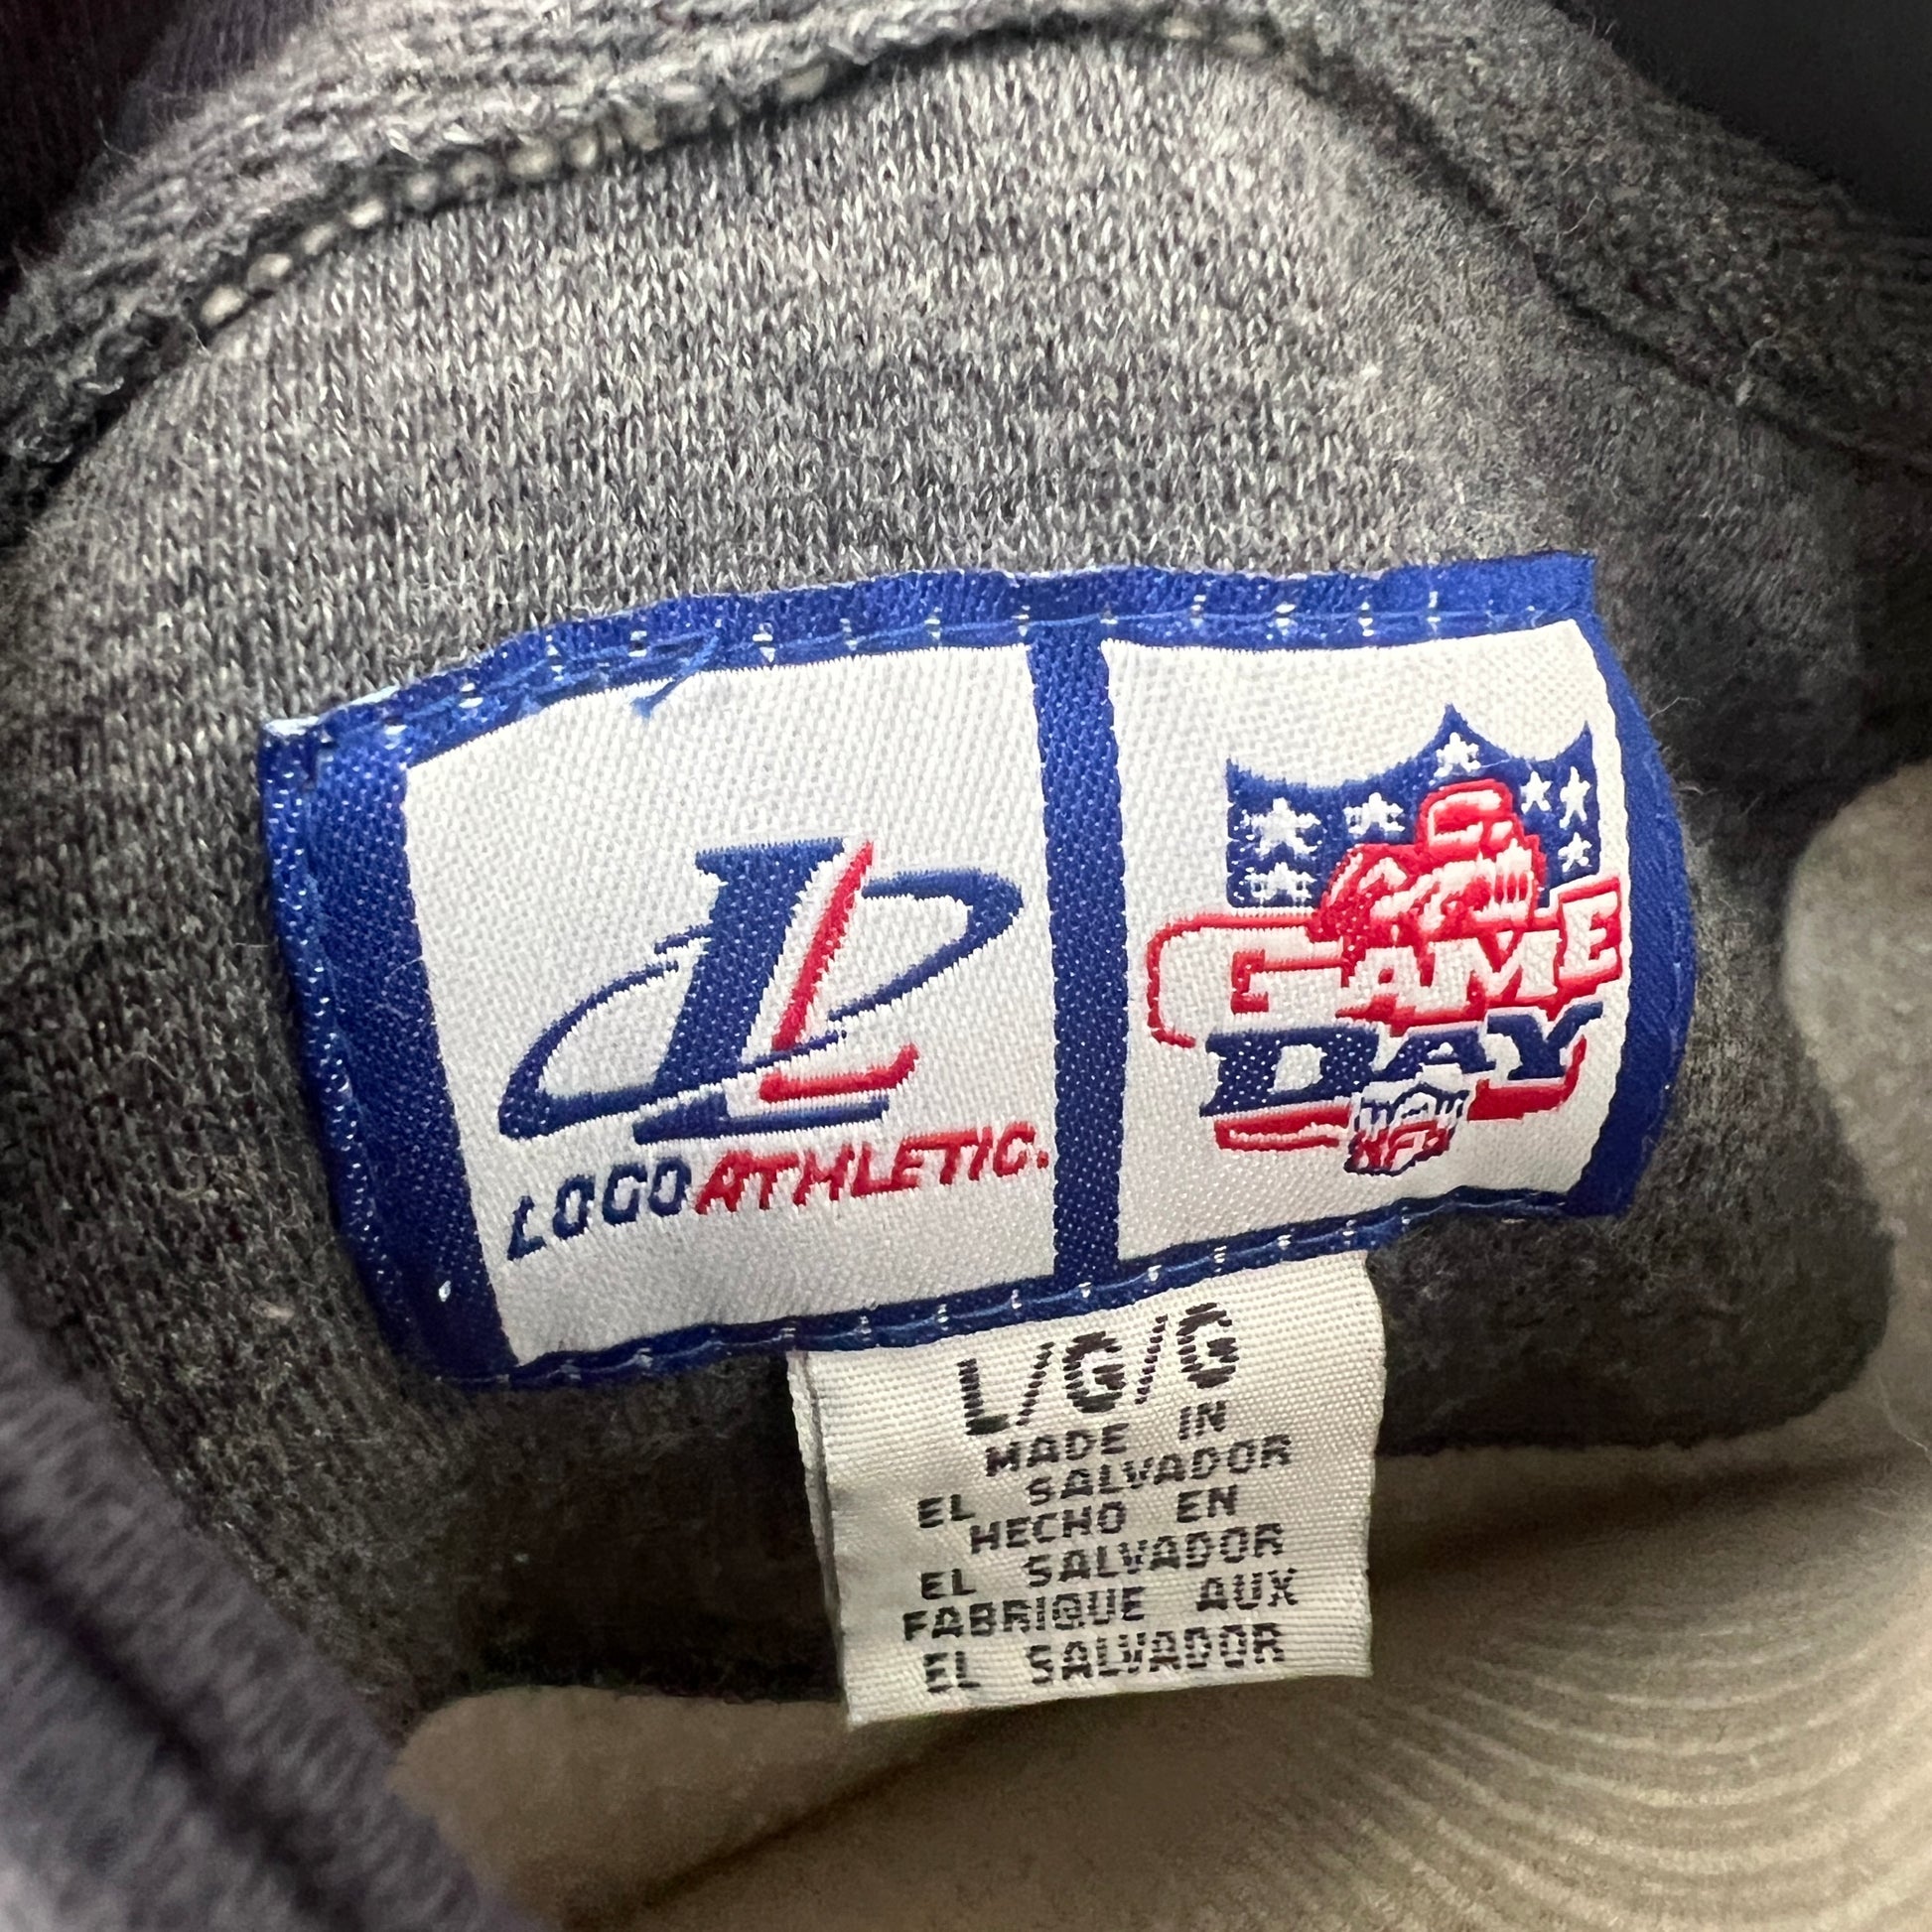 LOGO ATHLETIC.
GAME
DAY
NFL
L/G/G
MADE IN
EL SALVADOR
HECHO EN
EL SALVADOR
FABRIQUE AUX
EL SALVADOR